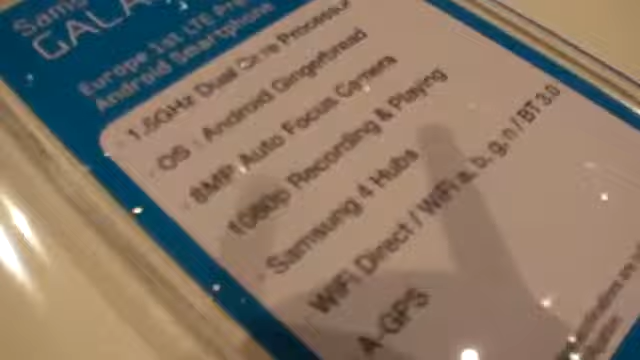 Sams
GALA
Europe 1st LTE Pre
Android Smartphone
· 1.5GHz Dual Core Processor
· OS : Android Gingerbread
· 8MP Auto Focus Camera
· 1080p Recording & Playing
· Samsung 4 Hubs
WiFi Direct / WiFi a, b, g, n / BT 3.0
A-GPS